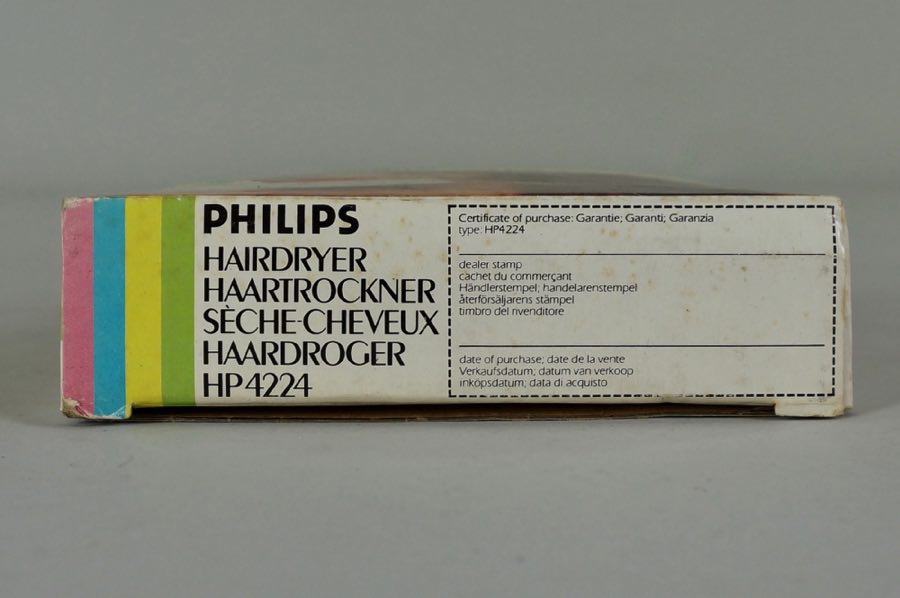 PHILIPS
HAIRDRYER
HAARTROCKNER
SÈCHE-CHEVEUX
HAARDROGER
HP4224
Certificate of purchase: Garantie; Garanti; Garanzia
type: HP4224
dealer stamp
cachet du commerçant
Händlerstempel; handelarenstempel
återförsäljarens stämpel
timbro del rivenditore
date of purchase; date de la vente
Verkaufsdatum; datum van verkoop
inköpsdatum; data di acquisto